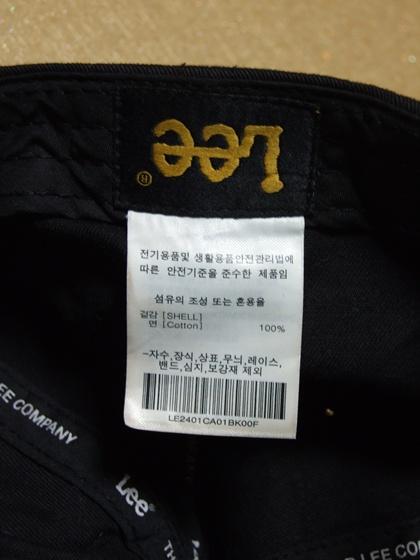 Lee
®
전기용품및 생활용품안전관리법에
따른 안전기준을 준수한 제품임
섬유의 조성 또는 혼용율
겉감 [SHELL]
면 [Cotton] 100%
-자수,장식,상표,무늬,레이스,
밴드,심지,보강재 제외
LE2401CA01BK00F
EE COMPANY
Lee®
TH
D LEE COMPANY